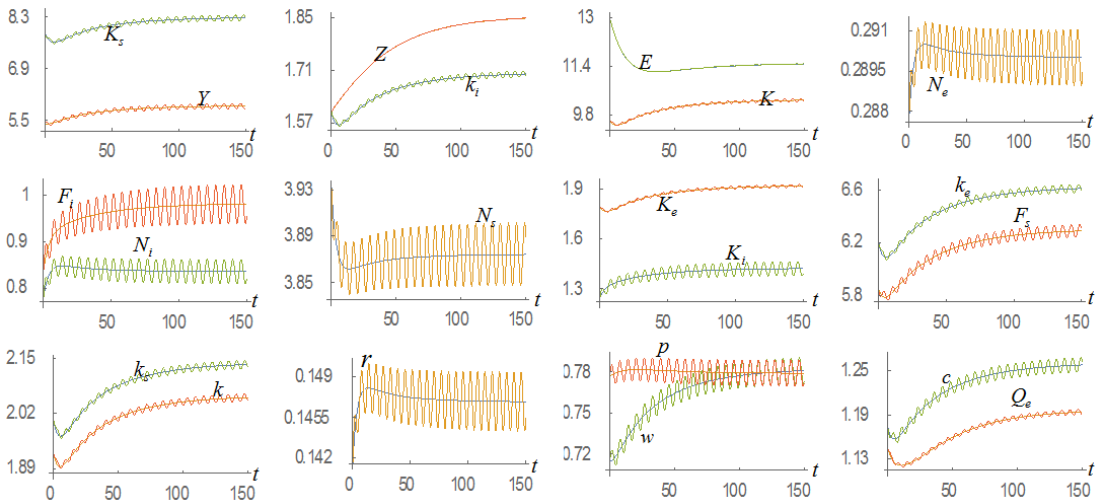 8.3
K_s
6.9
Y
5.5
50 100 150 t
1.85
Z
1.71
k_i
1.57
50 100 150 t
13
E
11.4
K
9.8
50 100 150 t
0.291
0.2895
N_e
0.288
0 50 100 150 t
1
F_i
0.9
N_i
0.8
0 50 100 150 t
3.93
N_s
3.89
3.85
50 100 150 t
1.9
K_e
1.6
K_i
1.3
50 100 150 t
6.6
k_e
F_s
6.2
5.8
50 100 150 t
2.15
k_s
k
2.02
1.89
0 50 100 150 t
r
0.149
0.1455
0.142
0 50 100 150 t
p
0.78
0.75
w
0.72
50 100 150 t
1.25
c
Q_e
1.19
1.13
50 100 150 t